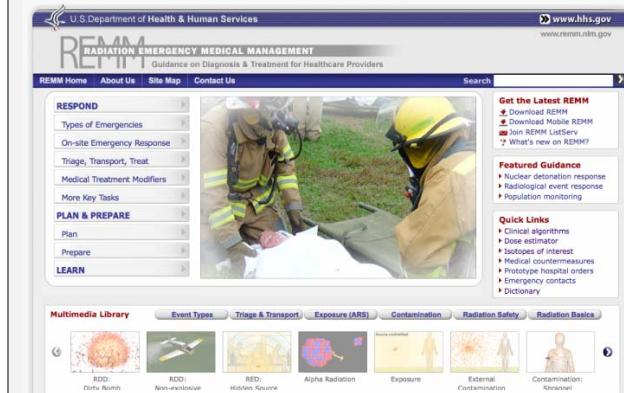 U.S.Department of Health & Human Services
www.hhs.gov
www.remm.nlm.gov
REMM
RADIATION EMERGENCY MEDICAL MANAGEMENT
Guidance on Diagnosis & Treatment for Healthcare Providers
REMM Home About Us Site Map Contact Us Search
RESPOND
Types of Emergencies
On-site Emergency Response
Triage, Transport, Treat
Medical Treatment Modifiers
More Key Tasks
PLAN & PREPARE
Plan
Prepare
LEARN
Get the Latest REMM
Download REMM
Download Mobile REMM
Join REMM ListServ
What's new on REMM?
Featured Guidance
Nuclear detonation response
Radiological event response
Population monitoring
Quick Links
Clinical algorithms
Dose estimator
Isotopes of interest
Medical countermeasures
Prototype hospital orders
Emergency contacts
Dictionary
Multimedia Library Event Types Triage & Transport Exposure (ARS) Contamination Radiation Safety Radiation Basics
RDD:
Dirty Bomb
RDD:
Non-explosive
RED:
Hidden Source
Alpha Radiation
Exposure
External
Contamination
Contamination:
Shrapnel